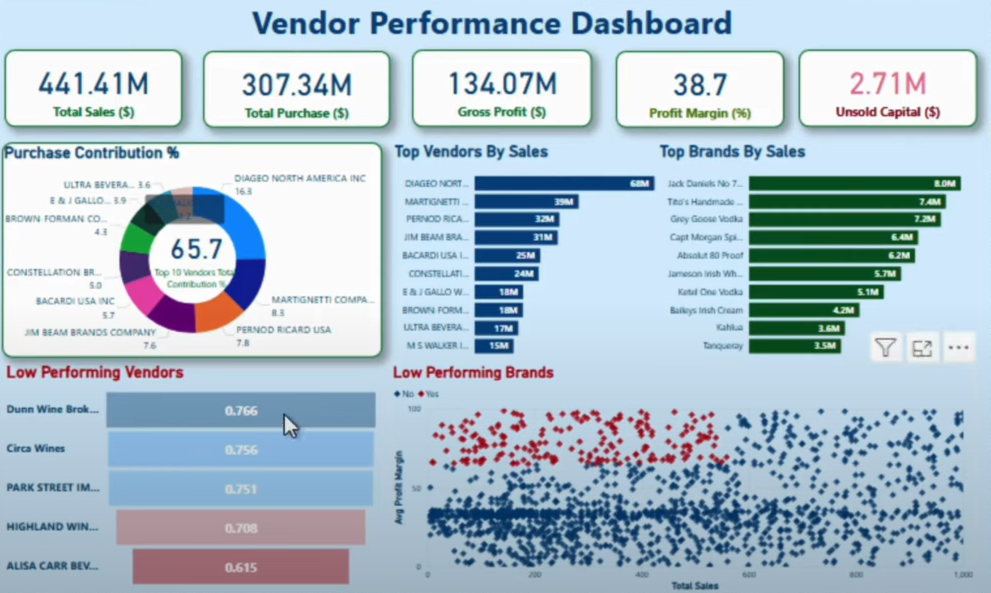 Vendor Performance Dashboard
441.41M
Total Sales ($)
307.34M
Total Purchase ($)
134.07M
Gross Profit ($)
38.7
Profit Margin (%)
2.71M
Unsold Capital ($)
Purchase Contribution %
ULTRA BEVERA... 3.6
E & J GALLO... 3.9
BROWN FORMAN CO...
4.3
CONSTELLATION BR...
5.0
BACARDI USA INC
5.7
JIM BEAM BRANDS COMPANY
7.6
DIAGEO NORTH AMERICA INC
16.3
MARTIGNETTI COMPA...
8.3
PERNOD RICARD USA
7.8
65.7
Top 10 Vendors Total
Contribution %
Top Vendors By Sales
DIAGEO NORT... 68M
MARTIGNETTI ... 39M
PERNOD RICA... 32M
JIM BEAM BRA... 31M
BACARDI USA I... 25M
CONSTELLATI... 24M
E & J GALLO W... 18M
BROWN FORM... 18M
ULTRA BEVERA... 17M
M S WALKER I... 15M
Top Brands By Sales
Jack Daniels No 7... 8.0M
Tito's Handmade ... 7.4M
Grey Goose Vodka 7.2M
Capt Morgan Spi... 6.4M
Absolut 80 Proof 6.2M
Jameson Irish Wh... 5.7M
Ketel One Vodka 5.1M
Baileys Irish Cream 4.2M
Kahlua 3.6M
Tanqueray 3.5M
Low Performing Vendors
Dunn Wine Brok... 0.766
Circa Wines 0.756
PARK STREET IM... 0.751
HIGHLAND WIN... 0.708
ALISA CARR BEV... 0.615
Low Performing Brands
No Yes
100
50
0
Avg Profit Margin
0 200 400 600 800 1,000
Total Sales